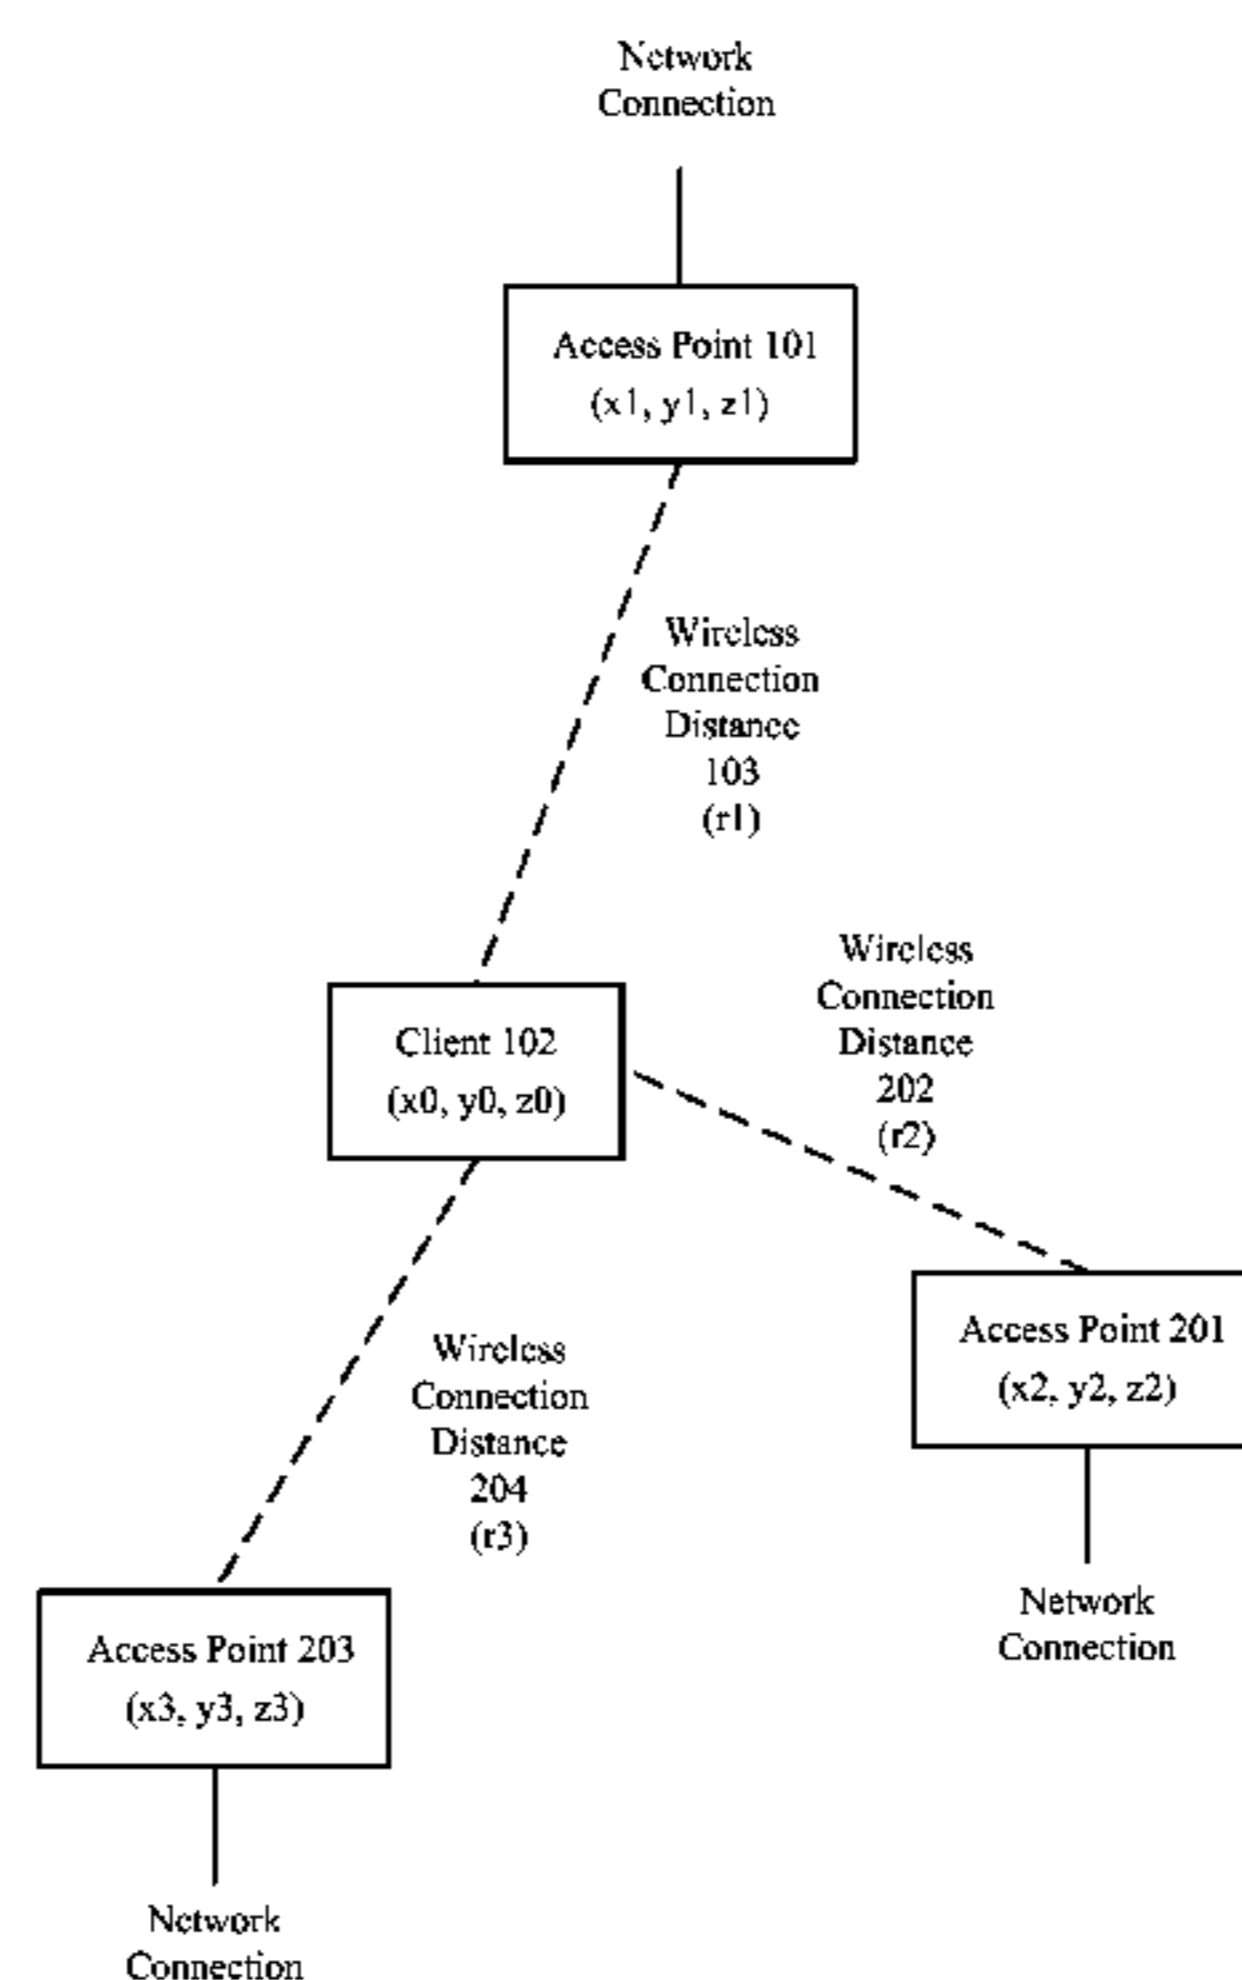 Network
Connection
Access Point 101
(x1, y1, z1)
Wireless
Connection
Distance
103
(r1)
Wireless
Connection
Distance
202
(r2)
Client 102
(x0, y0, z0)
Access Point 201
(x2, y2, z2)
Wireless
Connection
Distance
204
(r3)
Network
Connection
Access Point 203
(x3, y3, z3)
Network
Connection